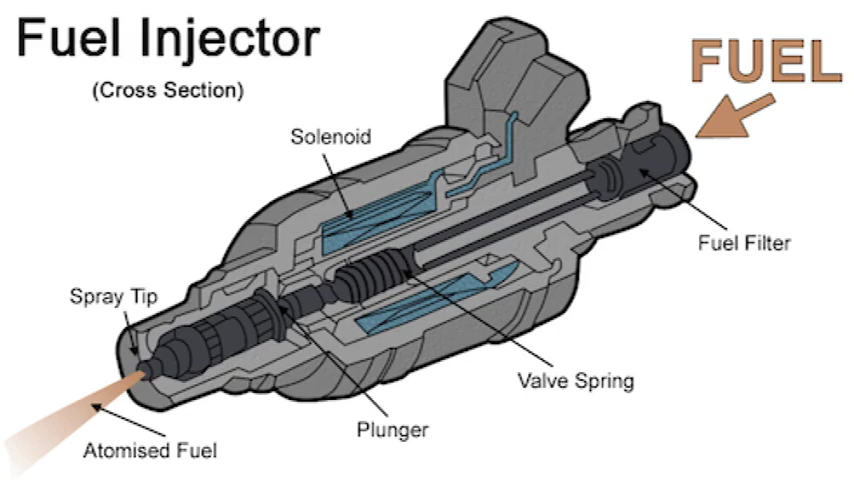 Fuel Injector
(Cross Section)
FUEL
Solenoid
Fuel Filter
Spray Tip
Valve Spring
Plunger
Atomised Fuel